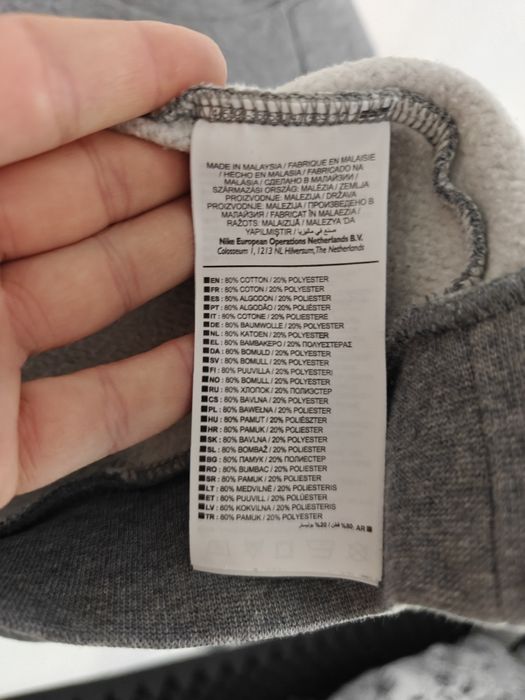 MADE IN MALAYSIA / FABRIQUE EN MALAISIE
/ HECHO EN MALASIA / FABRICADO NA
MALÁSIA / СДЕЛАНО В МАЛАЙЗИИ /
SZÁRMAZÁSI ORSZÁG: MALÉZIA / ZEMLJA
PROIZVODNJE: MALEZIJA / DRŽAVA
PROIZVODNJE: MALEZIJA / ПРОИЗВЕДЕНО В
МАЛАЙЗИЯ / FABRICAT ÎN MALAEZIA /
RAŽOTS: MALAIZIJĀ / MALEZYA 'DA
YAPILMIŞTIR / صنع في ماليزيا
Nike European Operations Netherlands B.V.
Colosseum 1, 1213 NL Hilversum, The Netherlands
EN : 80% COTTON / 20% POLYESTER
FR : 80% COTON / 20% POLYESTER
ES : 80% ALGODON / 20% POLIESTER
PT : 80% ALGODÃO / 20% POLIÉSTER
IT : 80% COTONE / 20% POLIESTERE
DE : 80% BAUMWOLLE / 20% POLYESTER
NL : 80% KATOEN / 20% POLYESTER
EL : 80% ΒΑΜΒΑΚΕΡΟ / 20% ΠΟΛΥΕΣΤΕΡΑΣ
DA : 80% BOMULD / 20% POLYESTER
SV : 80% BOMULL / 20% POLYESTER
FI : 80% PUUVILLA / 20% POLYESTERI
NO : 80% BOMULL / 20% POLYESTER
RU : 80% ХЛОПОК / 20% ПОЛИЭСТЕР
CS : 80% BAVLNA / 20% POLYESTER
PL : 80% BAWEŁNA / 20% POLIESTER
HU : 80% PAMUT / 20% POLIÉSZTER
HR : 80% PAMUK / 20% POLIESTER
SK : 80% BAVLNA / 20% POLYESTER
SL : 80% BOMBAŽ / 20% POLIESTER
BG : 80% ПАМУК / 20% ПОЛИЕСТЕР
RO : 80% BUMBAC / 20% POLIESTER
SR : 80% PAMUK / 20% POLIESTER
LT : 80% MEDVILNĖ / 20% POLIESTERIS
ET : 80% PUUVILL / 20% POLÜESTER
LV : 80% KOKVILNA / 20% POLIESTERIS
TR : 80% PAMUK / 20% POLYESTER
AR : 80% قطن / 20% بوليستر